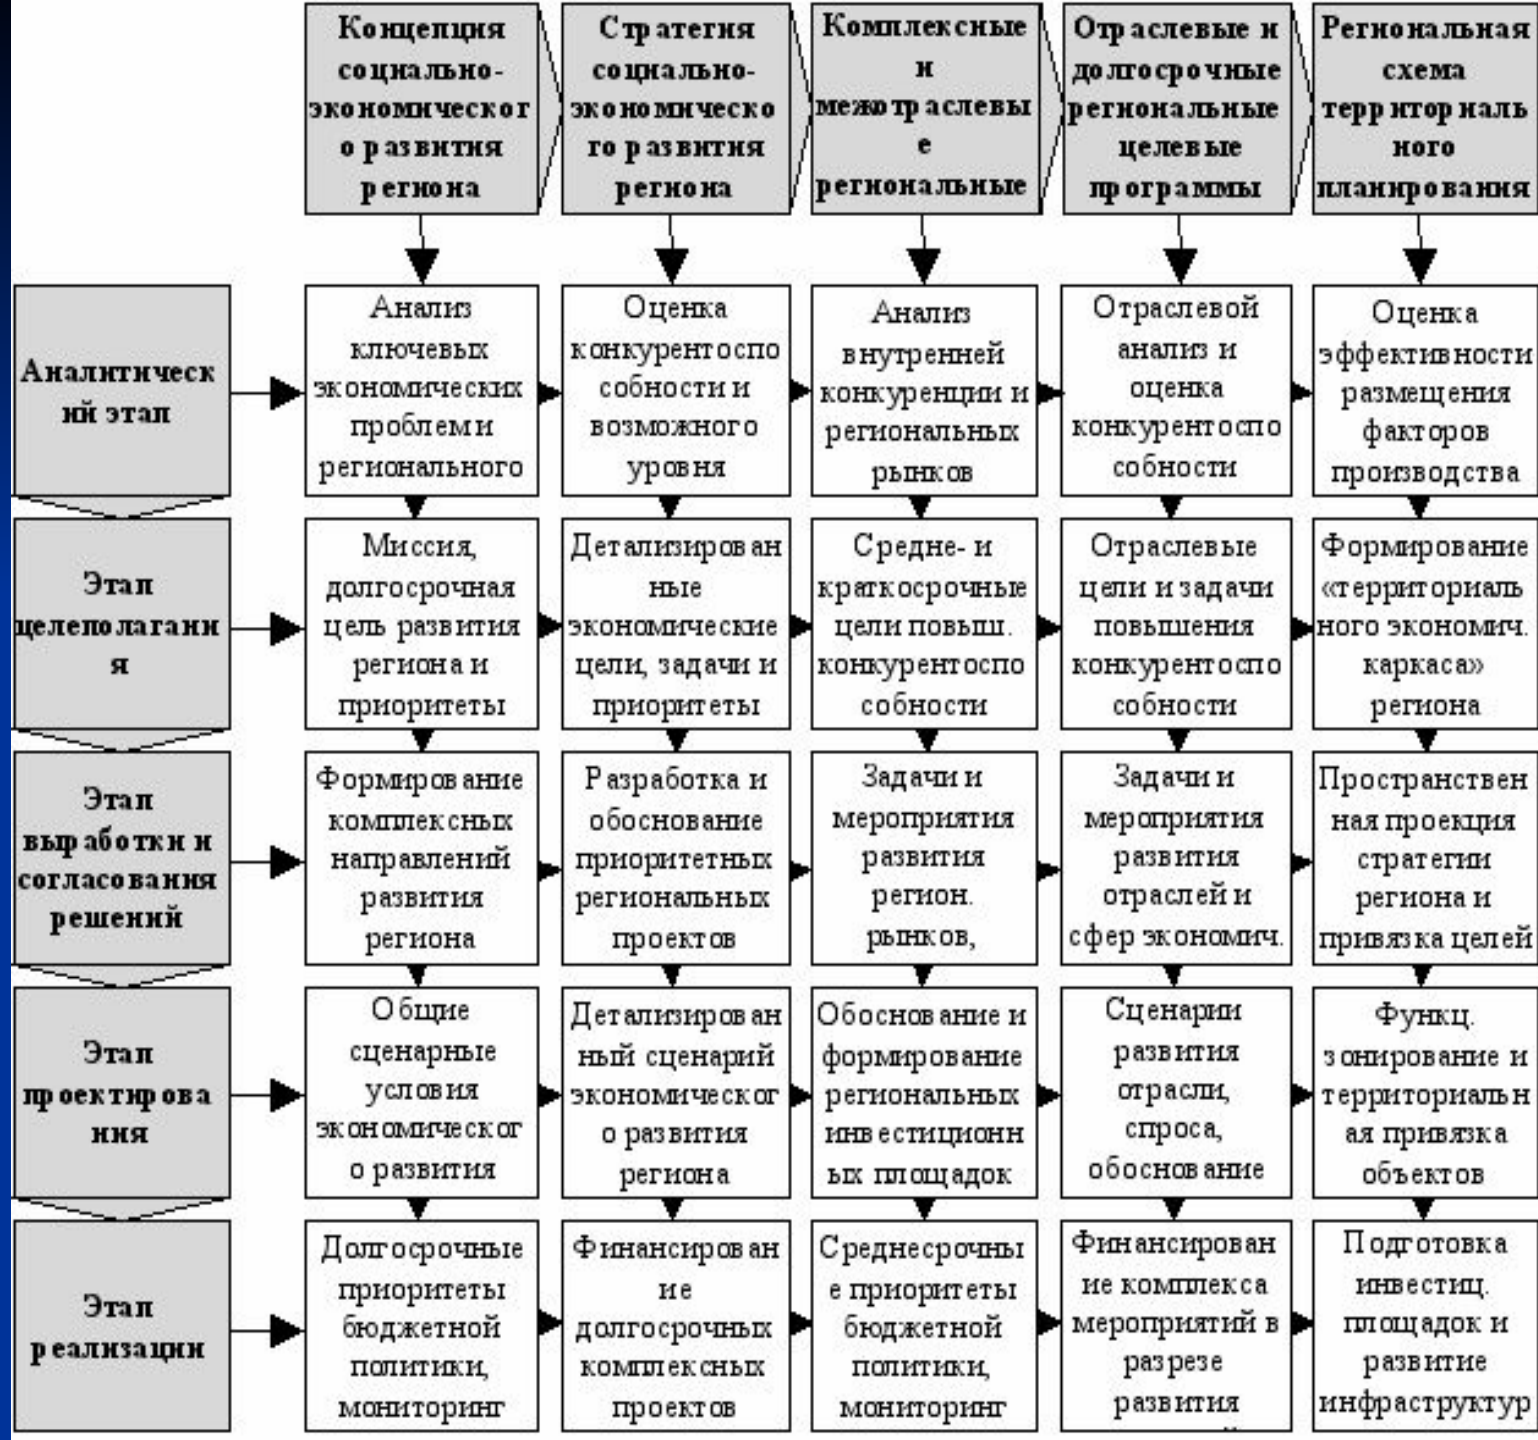 Концепция
социально-
экономическог
о развития
региона
Стратегия
социально-
экономическо
го развития
региона
Комплексные
и
межотраслевы
е
региональные
Отраслевые и
долгосрочные
региональные
целевые
программы
Региональная
схема
территориаль
ного
планирования
Аналитическ
ий этап
Анализ
ключевых
экономических
проблем и
регионального
Оценка
конкурентоспо
собности и
возможного
уровня
Анализ
внутренней
конкуренции и
региональных
рынков
Отраслевой
анализ и
оценка
конкурентоспо
собности
Оценка
эффективности
размещения
факторов
производства
Этап
целеполагани
я
Миссия,
долгосрочная
цель развития
региона и
приоритеты
Детализирован
ные
экономические
цели, задачи и
приоритеты
Средне- и
краткосрочные
цели повыш.
конкурентоспо
собности
Отраслевые
цели и задачи
повышения
конкурентоспо
собности
Формирование
«территориаль
ного экономич.
каркаса»
региона
Этап
выработки и
согласования
решений
Формирование
комплексных
направлений
развития
региона
Разработка и
обоснование
приоритетных
региональных
проектов
Задачи и
мероприятия
развития
регион.
рынков,
Задачи и
мероприятия
развития
отраслей и
сфер экономич.
Пространствен
ная проекция
стратегии
региона и
привязка целей
Этап
проектирова
ния
Общие
сценарные
условия
экономическог
о развития
Детализирован
ный сценарий
экономическог
о развития
региона
Обоснование и
формирование
региональных
инвестиционн
ых площадок
Сценарии
развития
отрасли,
спроса,
обоснование
Функц.
зонирование и
территориальн
ая привязка
объектов
Этап
реализации
Долгосрочные
приоритеты
бюджетной
политики,
мониторинг
Финансирован
ие
долгосрочных
комплексных
проектов
Среднесрочны
е приоритеты
бюджетной
политики,
мониторинг
Финансирован
ие комплекса
мероприятий в
разрезе
развития
Подготовка
инвестиц.
площадок и
развитие
инфраструктур